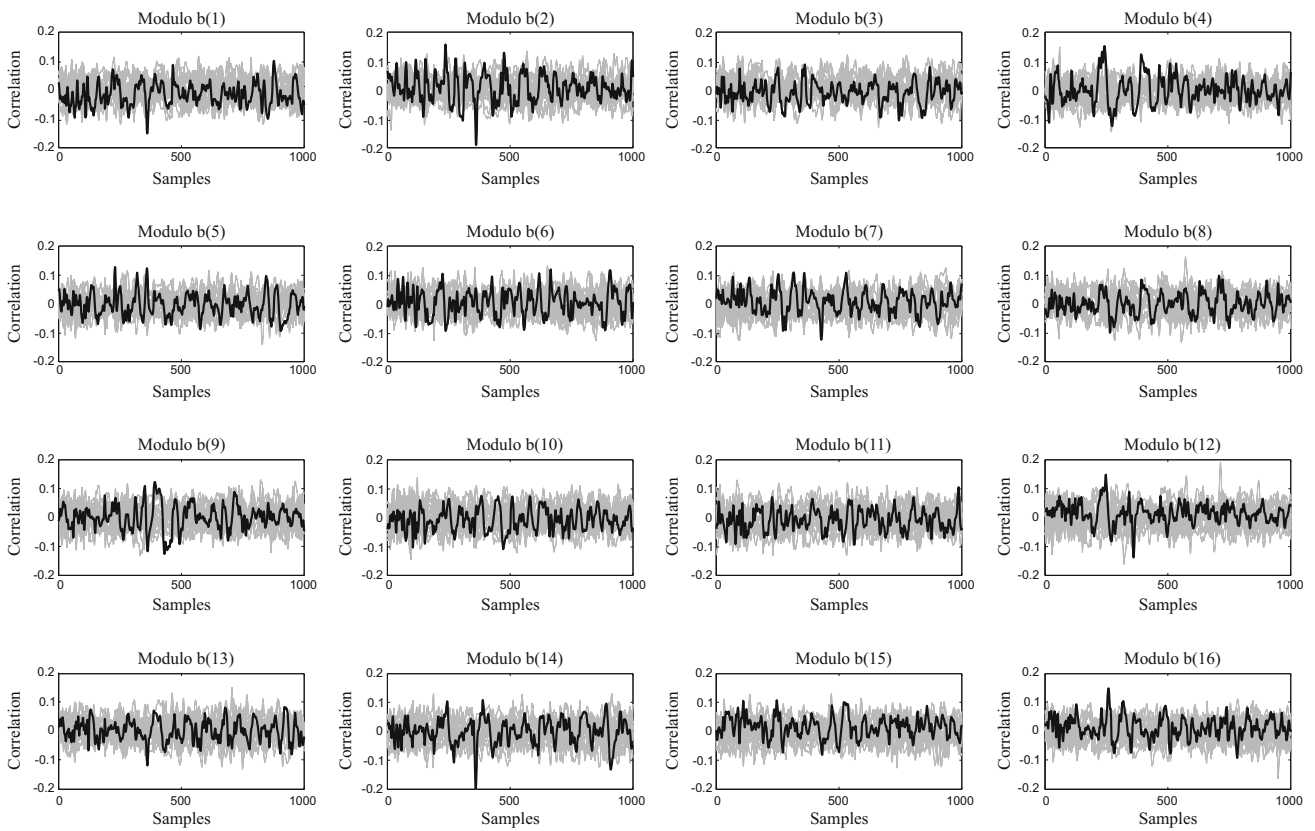 Modulo b(1)
Correlation
0.2
0.1
0
-0.1
-0.2
0
500
1000
Samples
Modulo b(2)
Correlation
0.2
0.1
0
-0.1
-0.2
0
500
1000
Samples
Modulo b(3)
Correlation
0.2
0.1
0
-0.1
-0.2
0
500
1000
Samples
Modulo b(4)
Correlation
0.2
0.1
0
-0.1
-0.2
0
500
1000
Samples
Modulo b(5)
Correlation
0.2
0.1
0
-0.1
-0.2
0
500
1000
Samples
Modulo b(6)
Correlation
0.2
0.1
0
-0.1
-0.2
0
500
1000
Samples
Modulo b(7)
Correlation
0.2
0.1
0
-0.1
-0.2
0
500
1000
Samples
Modulo b(8)
Correlation
0.2
0.1
0
-0.1
-0.2
0
500
1000
Samples
Modulo b(9)
Correlation
0.2
0.1
0
-0.1
-0.2
0
500
1000
Samples
Modulo b(10)
Correlation
0.2
0.1
0
-0.1
-0.2
0
500
1000
Samples
Modulo b(11)
Correlation
0.2
0.1
0
-0.1
-0.2
0
500
1000
Samples
Modulo b(12)
Correlation
0.2
0.1
0
-0.1
-0.2
0
500
1000
Samples
Modulo b(13)
Correlation
0.2
0.1
0
-0.1
-0.2
0
500
1000
Samples
Modulo b(14)
Correlation
0.2
0.1
0
-0.1
-0.2
0
500
1000
Samples
Modulo b(15)
Correlation
0.2
0.1
0
-0.1
-0.2
0
500
1000
Samples
Modulo b(16)
Correlation
0.2
0.1
0
-0.1
-0.2
0
500
1000
Samples